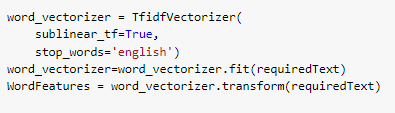 word_vectorizer = TfidfVectorizer(
    sublinear_tf=True,
    stop_words='english')
word_vectorizer=word_vectorizer.fit(requiredText)
WordFeatures = word_vectorizer.transform(requiredText)